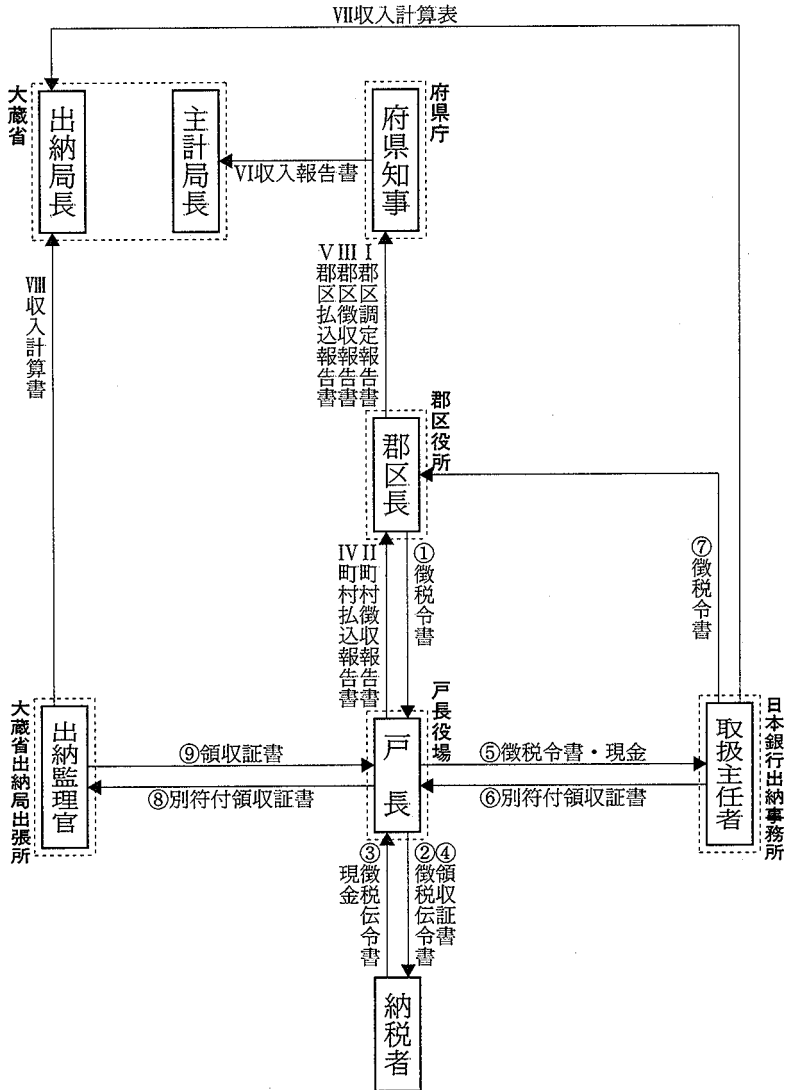 VII収入計算表
大蔵省
出納局長
主計局長
府県庁
府県知事
VI収入報告書
VIII収入計算書
I郡区調定報告書
III郡区徴収報告書
V郡区払込報告書
郡区役所
郡区長
①徴税令書
II町村徴収報告書
IV町村払込報告書
⑦徴税令書
戸長役場
戸長
大蔵省出納局出張所
出納監理官
⑨領収証書
⑧別符付領収証書
⑤徴税令書・現金
⑥別符付領収証書
日本銀行出納事務所
取扱主任者
④領収証書
②徴税伝令書
③徴税伝令書
現金
納税者